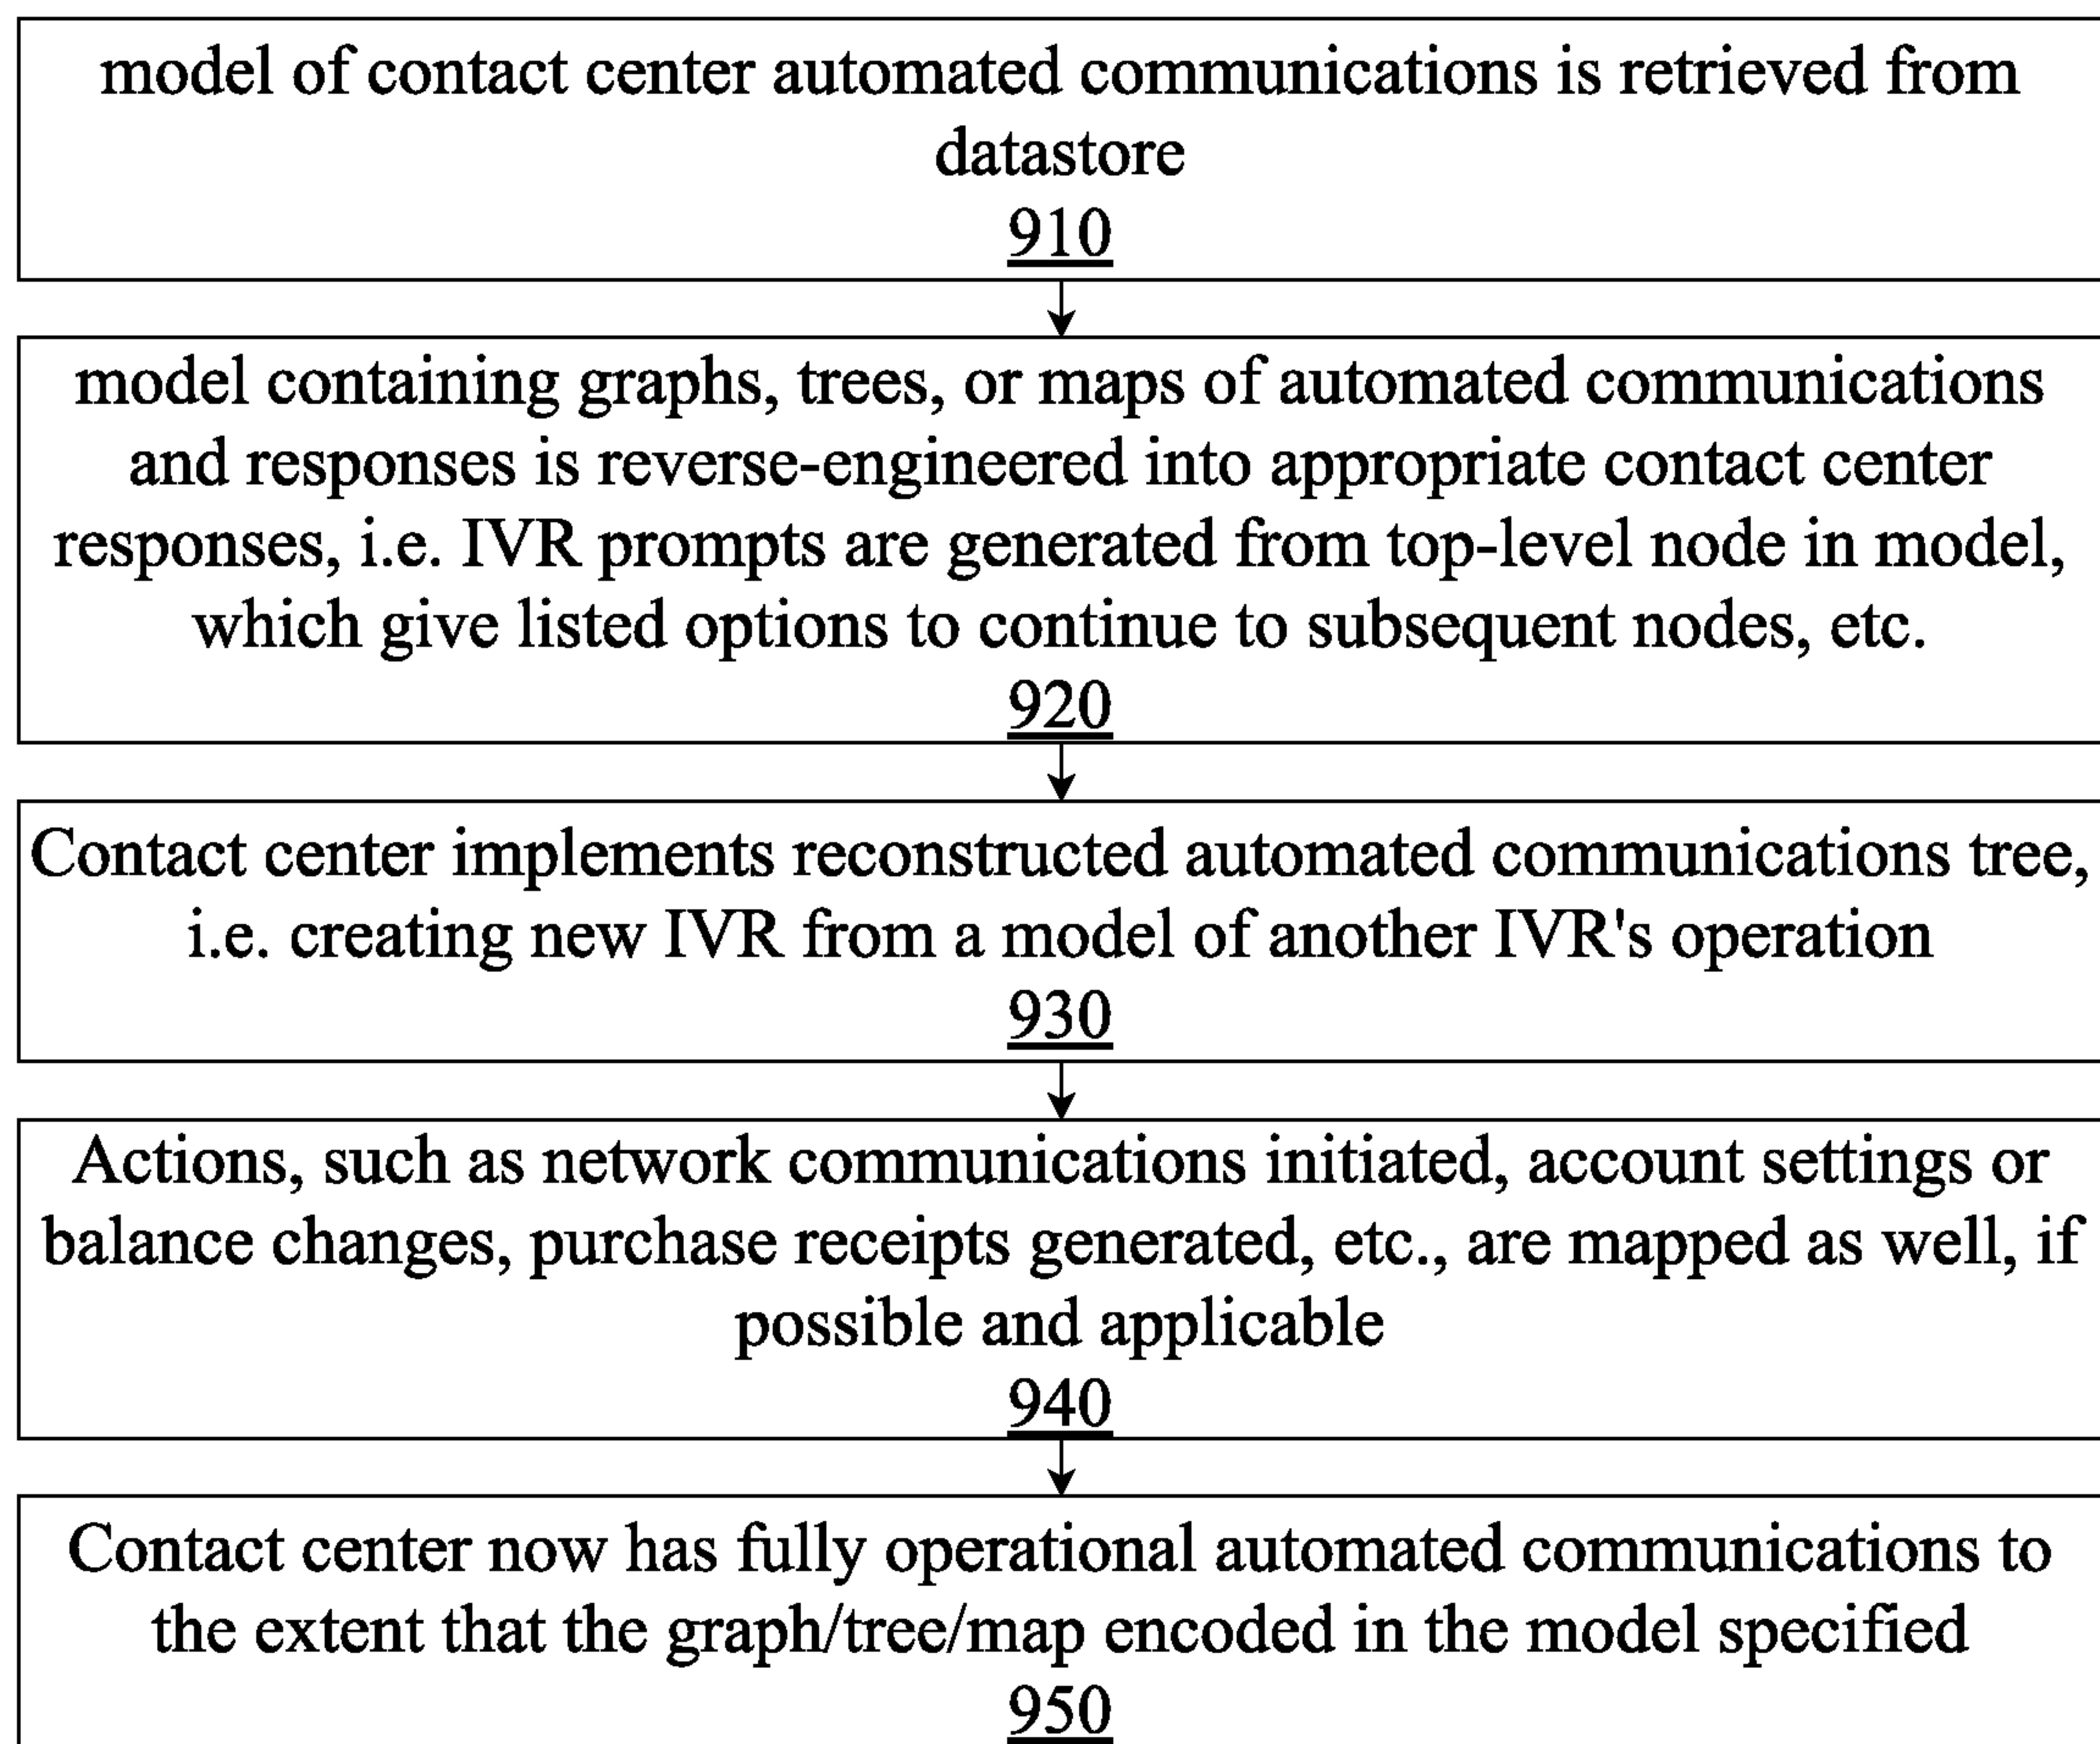 model of contact center automated communications is retrieved from
datastore
910
model containing graphs, trees, or maps of automated communications
and responses is reverse-engineered into appropriate contact center
responses, i.e. IVR prompts are generated from top-level node in model,
which give listed options to continue to subsequent nodes, etc.
920
Contact center implements reconstructed automated communications tree,
i.e. creating new IVR from a model of another IVR's operation
930
Actions, such as network communications initiated, account settings or
balance changes, purchase receipts generated, etc., are mapped as well, if
possible and applicable
940
Contact center now has fully operational automated communications to
the extent that the graph/tree/map encoded in the model specified
950